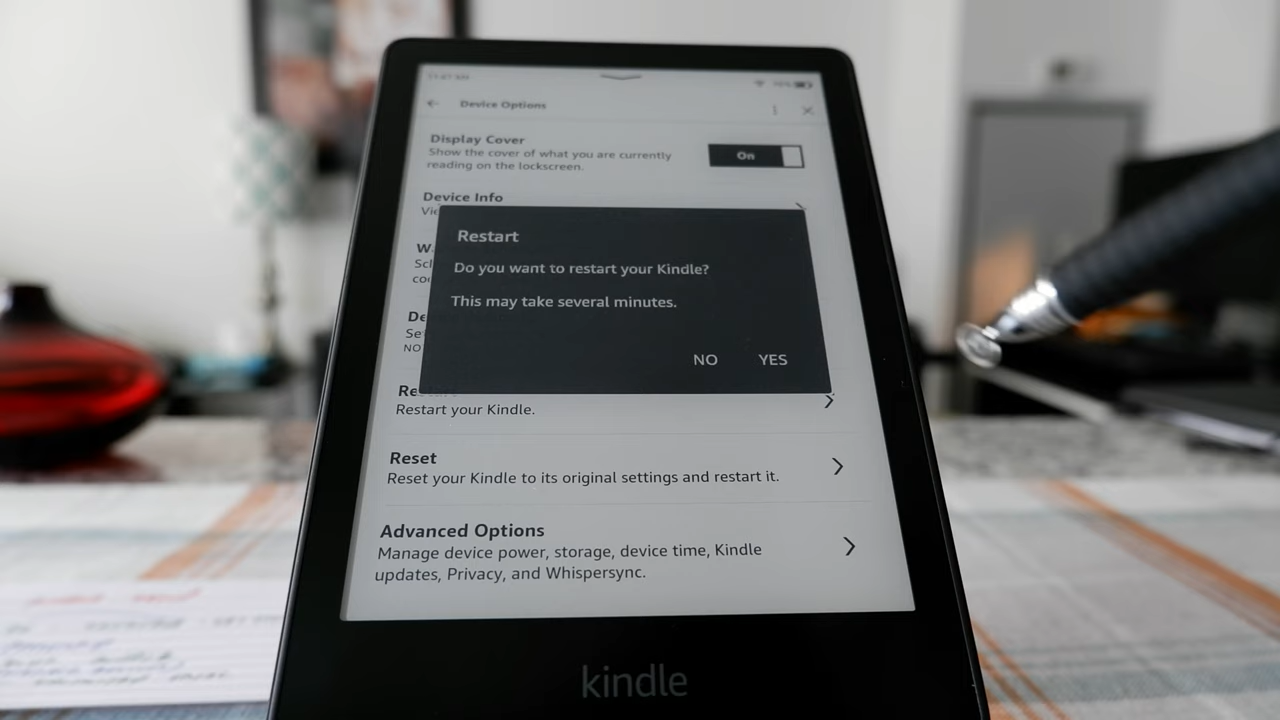 Device Options
Display Cover
Show the cover of what you are currently
reading on the lockscreen.
On
Device Info
Restart
Do you want to restart your Kindle?
This may take several minutes.
NO YES
Restart your Kindle.
Reset
Reset your Kindle to its original settings and restart it.
Advanced Options
Manage device power, storage, device time, Kindle
updates, Privacy, and Whispersync.
kindle